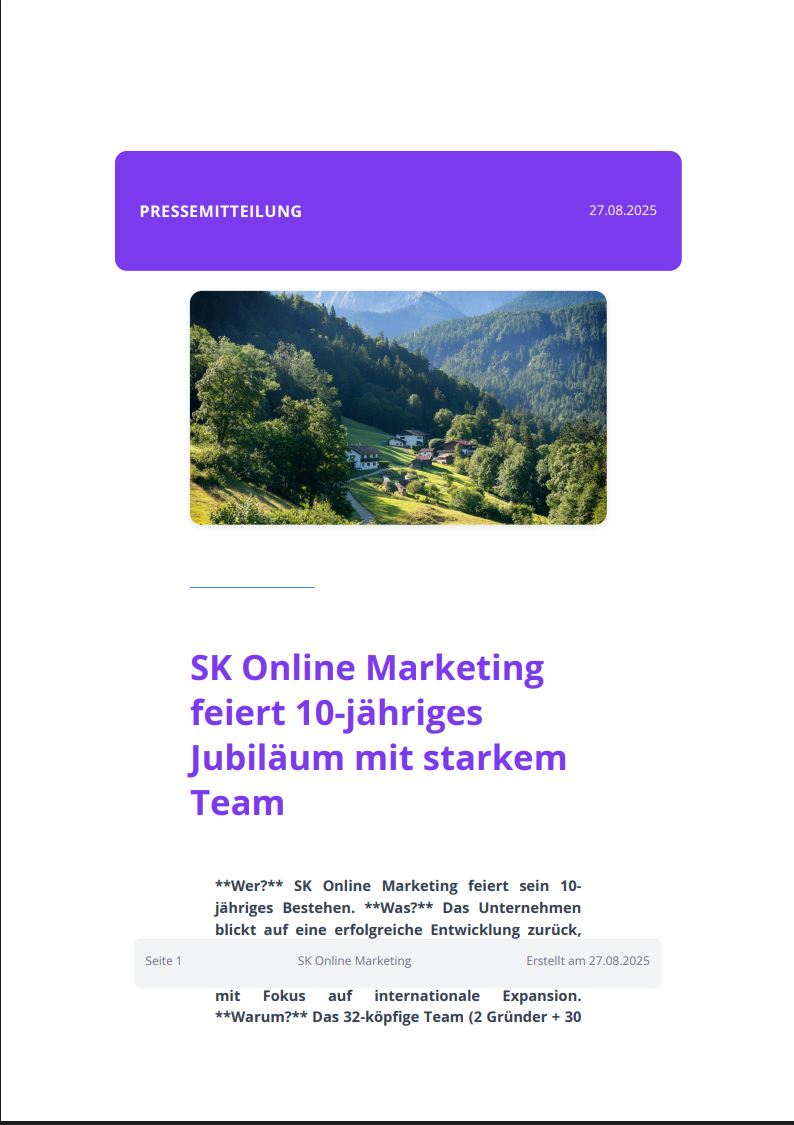 PRESSEMITTEILUNG
27.08.2025
SK Online Marketing
feiert 10-jähriges
Jubiläum mit starkem
Team
**Wer?** SK Online Marketing feiert sein 10-
jähriges Bestehen. **Was?** Das Unternehmen
blickt auf eine erfolgreiche Entwicklung zurück,
Seite 1
SK Online Marketing
Erstellt am 27.08.2025
mit Fokus auf internationale Expansion.
**Warum?** Das 32-köpfige Team (2 Gründer + 30